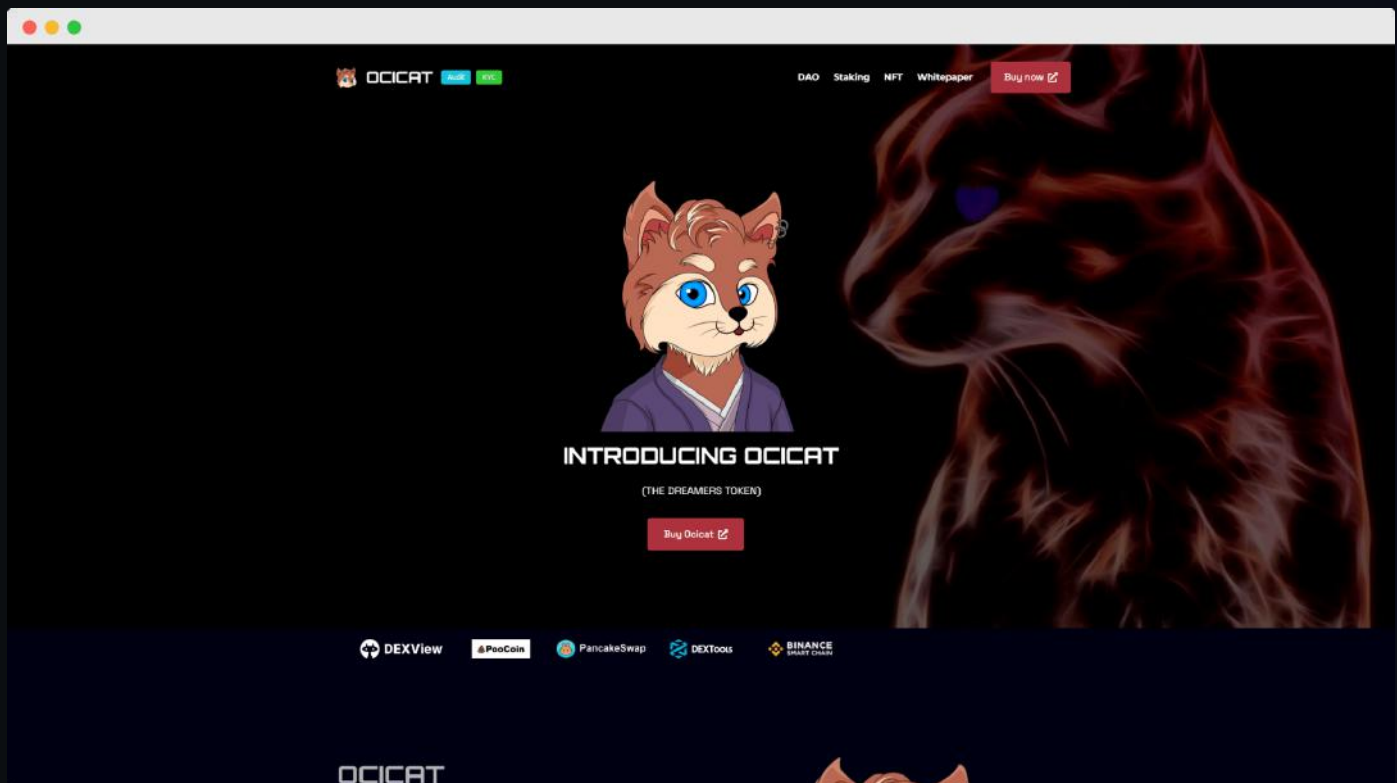 OCICAT Audit KYC DAO Staking NFT Whitepaper Buy now
INTRODUCING OCICAT
(THE DREAMERS TOKEN)
Buy Ocicat
DEXView PooCoin PancakeSwap DEXTools BINANCE
SMART CHAIN
OCICAT